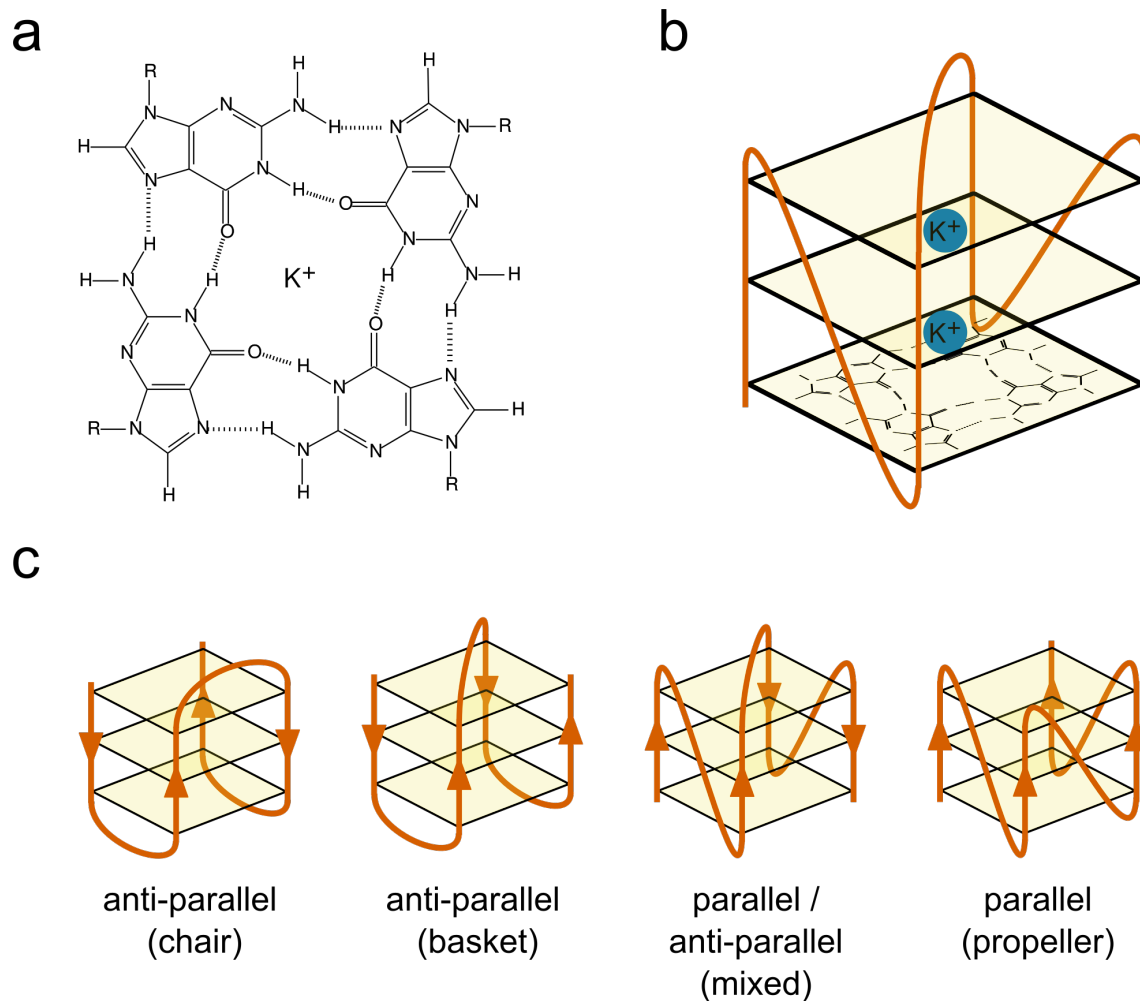 a
b
R
H
H
N
N
N
H
N
N
R
H
N
N
H
H
O
N
O
N
H
N
H
H
K+
H
N
H
N
H
N
O
H
N
O
H
N
N
H
R
N
N
H
N
N
N
H
H
R
K+
K+
c
anti-parallel
(chair)
anti-parallel
(basket)
parallel /
anti-parallel
(mixed)
parallel
(propeller)